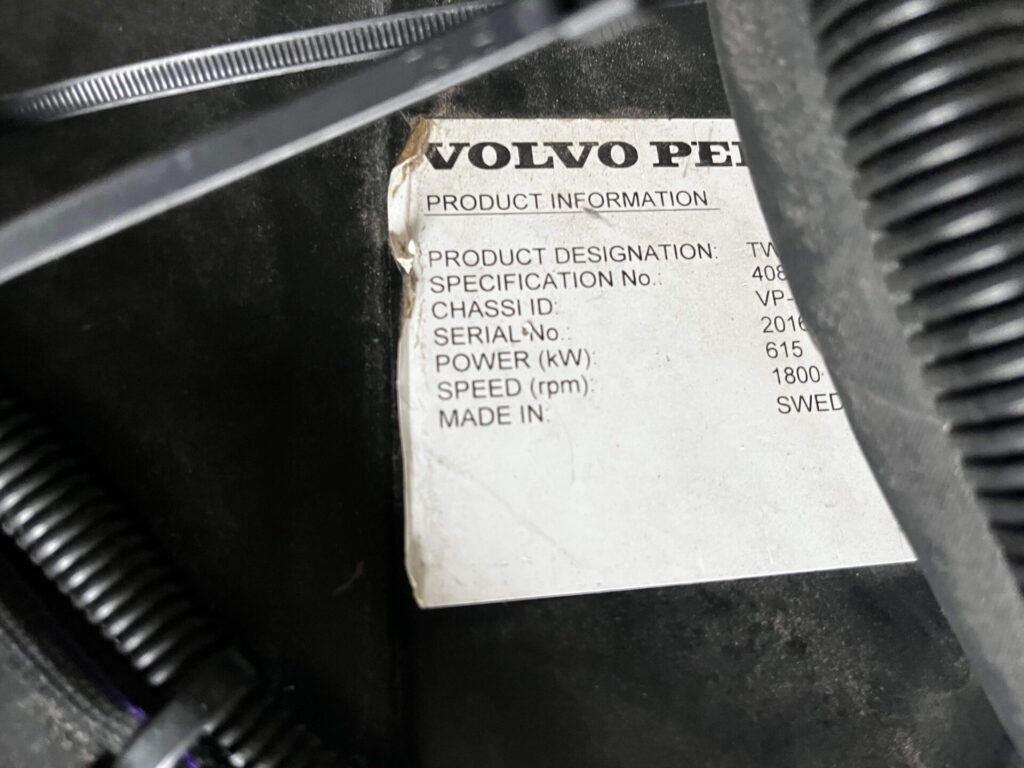 VOLVO PE
PRODUCT INFORMATION
PRODUCT DESIGNATION: TW
SPECIFICATION No.: 408
CHASSI ID: VP-
SERIAL No.: 2016
POWER (kW): 615
SPEED (rpm): 1800
MADE IN: SWED